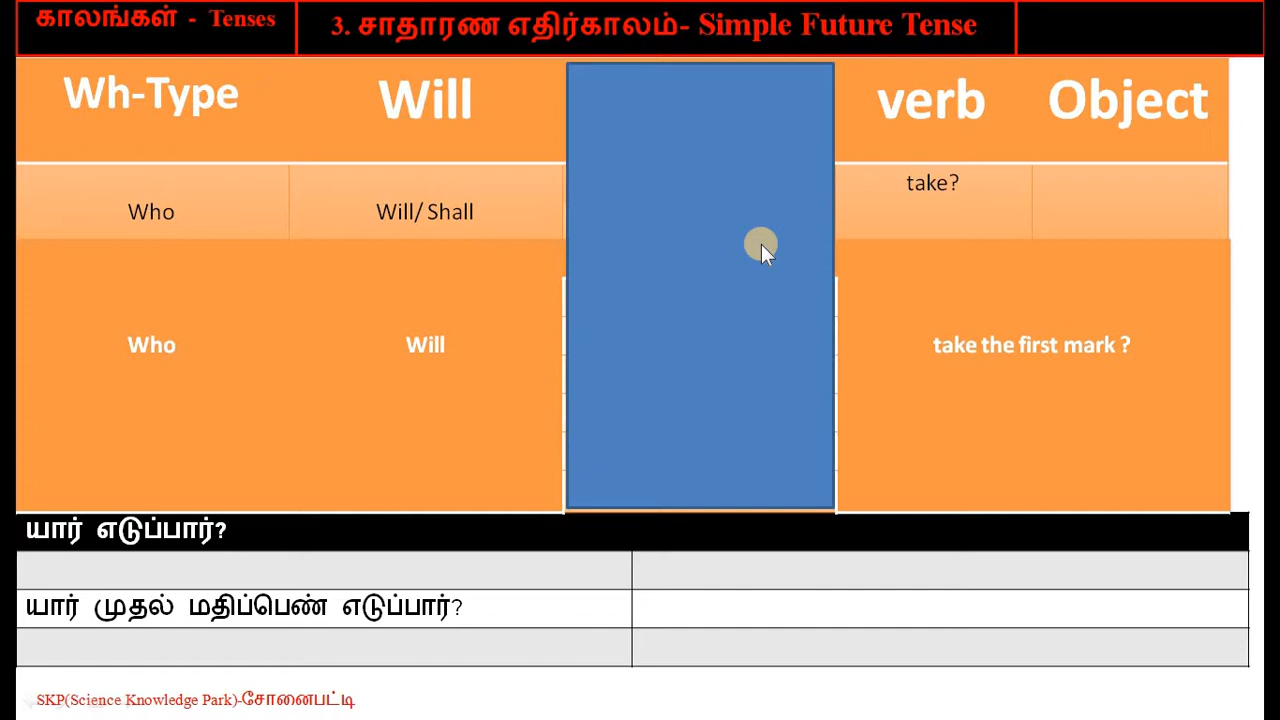 காலங்கள் - Tenses
3. சாதாரண எதிர்காலம்- Simple Future Tense
Wh-Type Will verb Object
Who Will/ Shall take?
Who Will take the first mark ?
யார் எடுப்பார்?
யார் முதல் மதிப்பெண் எடுப்பார்?
SKP(Science Knowledge Park)-சோனைபட்டி